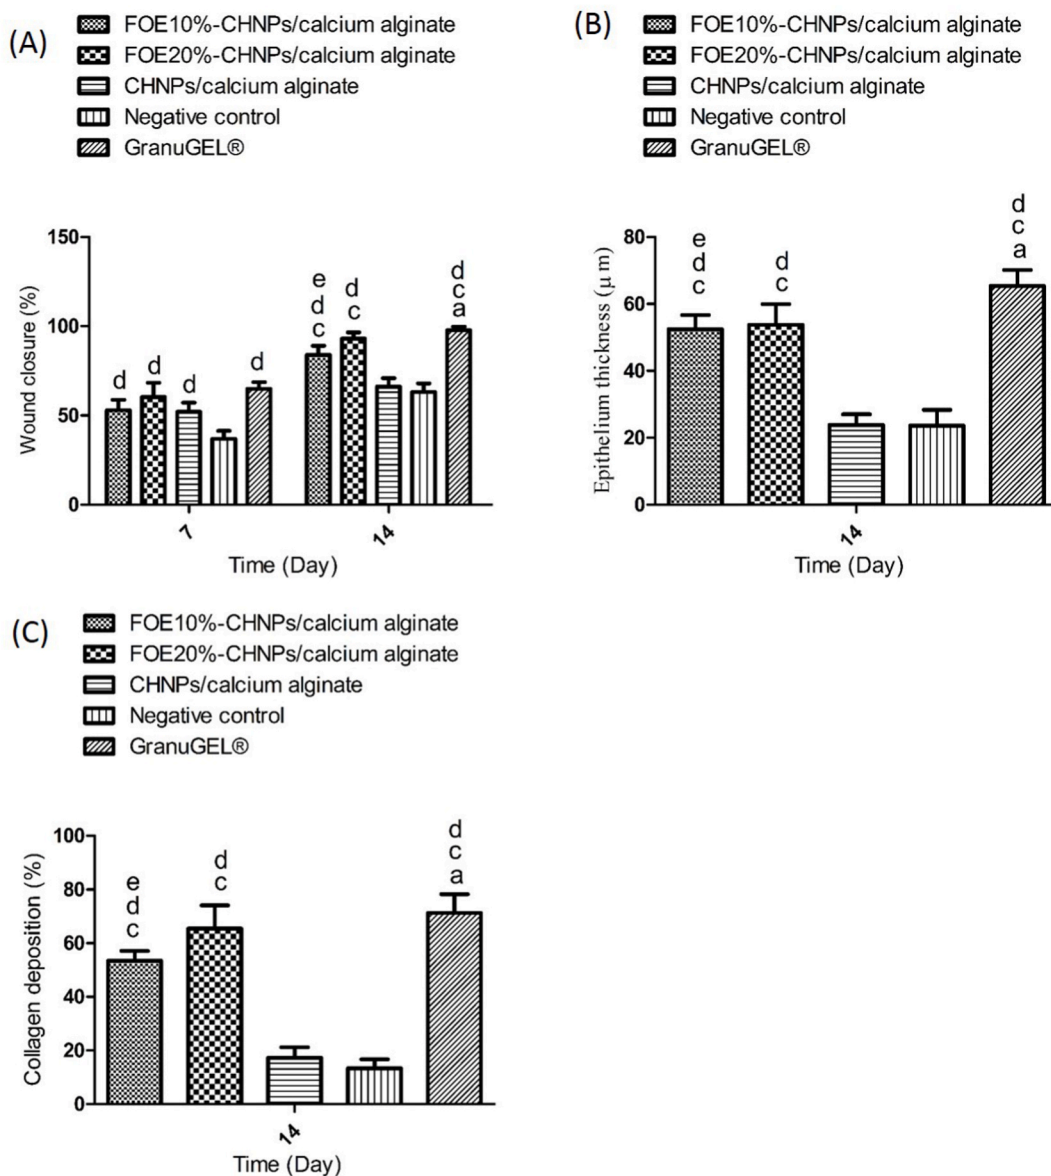 (A)
FOE10%-CHNPs/calcium alginate
FOE20%-CHNPs/calcium alginate
CHNPs/calcium alginate
Negative control
GranuGEL®
Wound closure (%)
150
100
50
0
d
d
d
d
e
d
c
d
c
d
c
a
7
14
Time (Day)
(B)
FOE10%-CHNPs/calcium alginate
FOE20%-CHNPs/calcium alginate
CHNPs/calcium alginate
Negative control
GranuGEL®
Epithelium thickness (μm)
80
60
40
20
0
e
d
c
d
c
d
c
a
14
Time (Day)
(C)
FOE10%-CHNPs/calcium alginate
FOE20%-CHNPs/calcium alginate
CHNPs/calcium alginate
Negative control
GranuGEL®
Collagen deposition (%)
100
80
60
40
20
0
e
d
c
d
c
d
c
a
14
Time (Day)